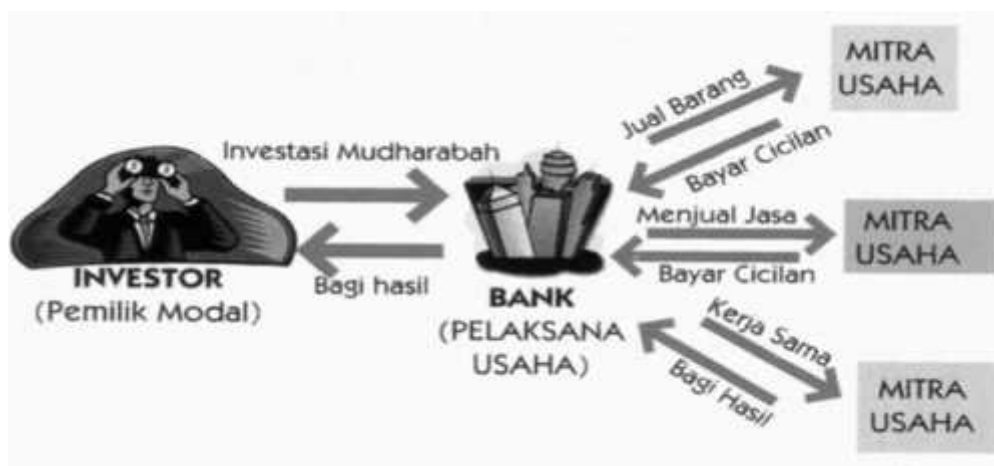 Investasi Mudharabah
Bagi hasil
INVESTOR
(Pemilik Modal)
BANK
(PELAKSANA
USAHA)
Jual Barang
Bayar Cicilan
MITRA
USAHA
Menjual Jasa
Bayar Cicilan
MITRA
USAHA
Kerja Sama
Bagi Hasil
MITRA
USAHA